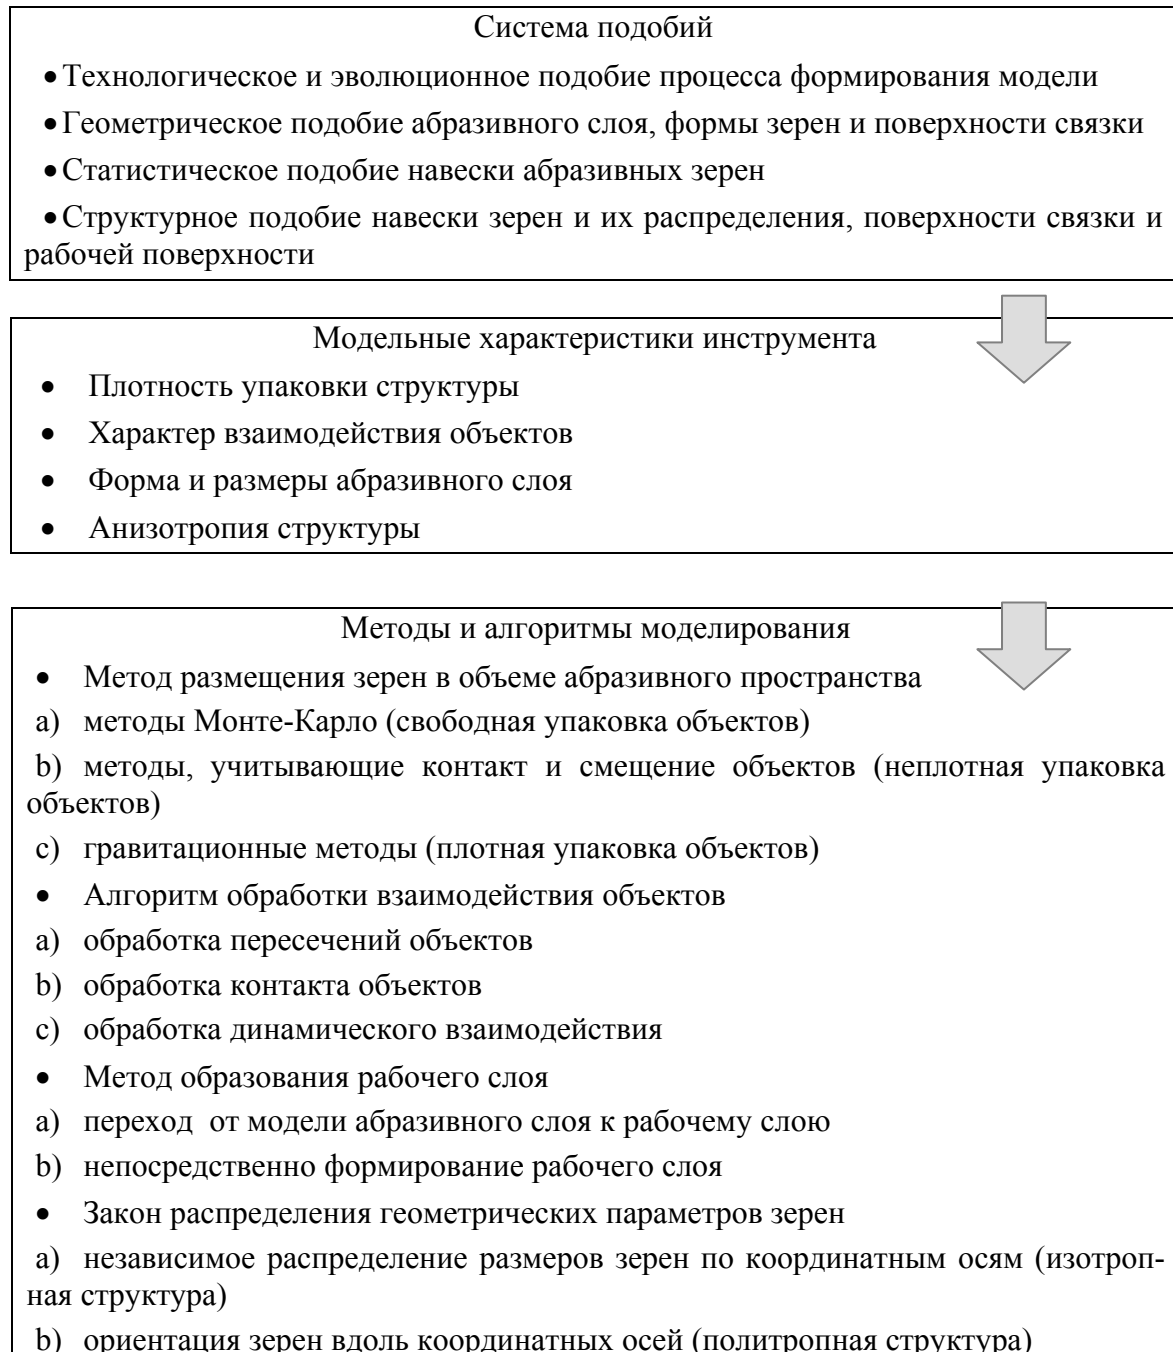 Система подобий
•Технологическое и эволюционное подобие процесса формирования модели
•Геометрическое подобие абразивного слоя, формы зерен и поверхности связки
•Статистическое подобие навески абразивных зерен
•Структурное подобие навески зерен и их распределения, поверхности связки и
рабочей поверхности
Модельные характеристики инструмента
• Плотность упаковки структуры
• Характер взаимодействия объектов
• Форма и размеры абразивного слоя
• Анизотропия структуры
Методы и алгоритмы моделирования
• Метод размещения зерен в объеме абразивного пространства
a) методы Монте-Карло (свободная упаковка объектов)
b) методы, учитывающие контакт и смещение объектов (неплотная упаковка
объектов)
c) гравитационные методы (плотная упаковка объектов)
• Алгоритм обработки взаимодействия объектов
a) обработка пересечений объектов
b) обработка контакта объектов
c) обработка динамического взаимодействия
• Метод образования рабочего слоя
a) переход от модели абразивного слоя к рабочему слою
b) непосредственно формирование рабочего слоя
• Закон распределения геометрических параметров зерен
a) независимое распределение размеров зерен по координатным осям (изотроп-
ная структура)
b) ориентация зерен вдоль координатных осей (политропная структура)